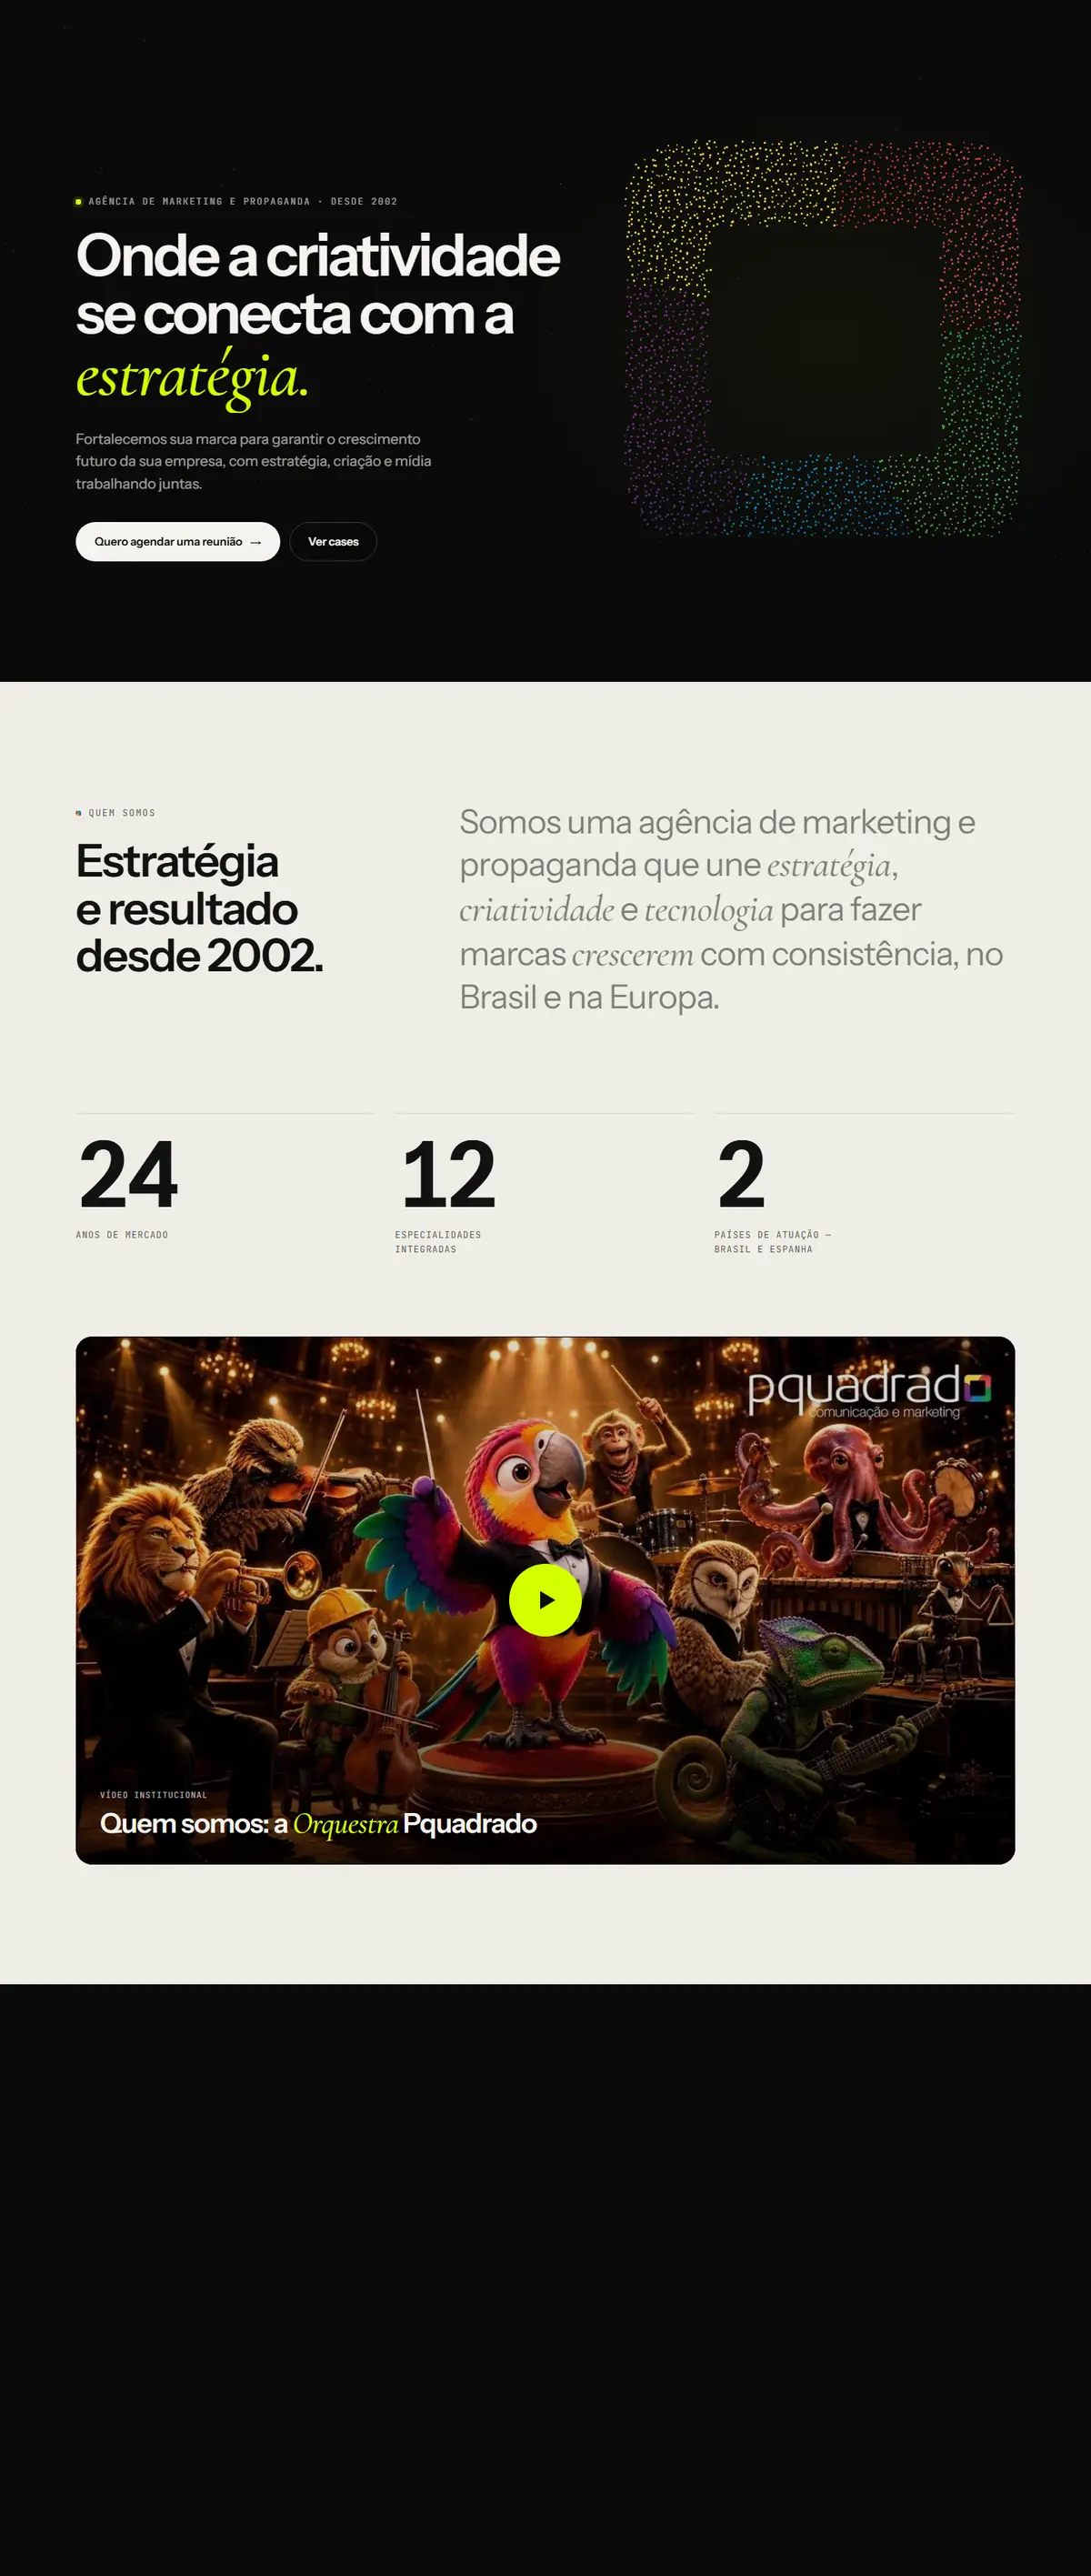 AGÊNCIA DE MARKETING E PROPAGANDA · DESDE 2002
Onde a criatividade
se conecta com a
estratégia.
Fortalecemos sua marca para garantir o crescimento
futuro da sua empresa, com estratégia, criação e mídia
trabalhando juntas.
Quero agendar uma reunião →
Ver cases
QUEM SOMOS
Estratégia
e resultado
desde 2002.
Somos uma agência de marketing e
propaganda que une estratégia,
criatividade e tecnologia para fazer
marcas crescerem com consistência, no
Brasil e na Europa.
24
ANOS DE MERCADO
12
ESPECIALIDADES
INTEGRADAS
2
PAÍSES DE ATUAÇÃO —
BRASIL E ESPANHA
pquadrado
comunicação e marketing
VÍDEO INSTITUCIONAL
Quem somos: a Orquestra Pquadrado